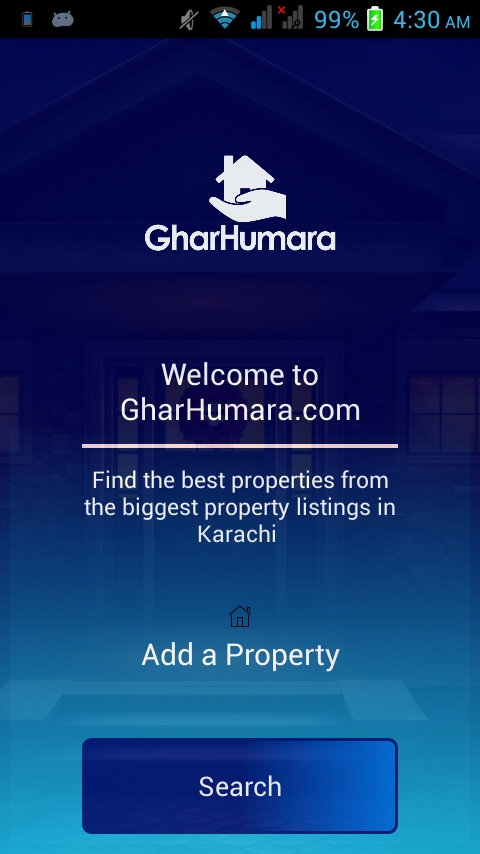 99% 4:30 AM
GharHumara
Welcome to
GharHumara.com
Find the best properties from
the biggest property listings in
Karachi
Add a Property
Search